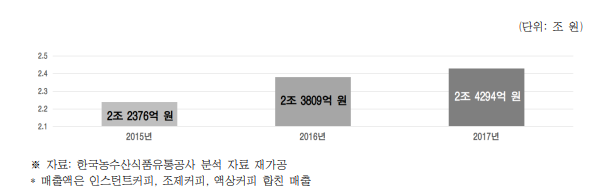 (단위: 조 원)
2.5
2.4
2.3
2.2
2.1
2조 2376억 원
2조 3809억 원
2조 4294억 원
2015년
2016년
2017년
※ 자료: 한국농수산식품유통공사 분석 자료 재가공
* 매출액은 인스턴트커피, 조제커피, 액상커피 합친 매출